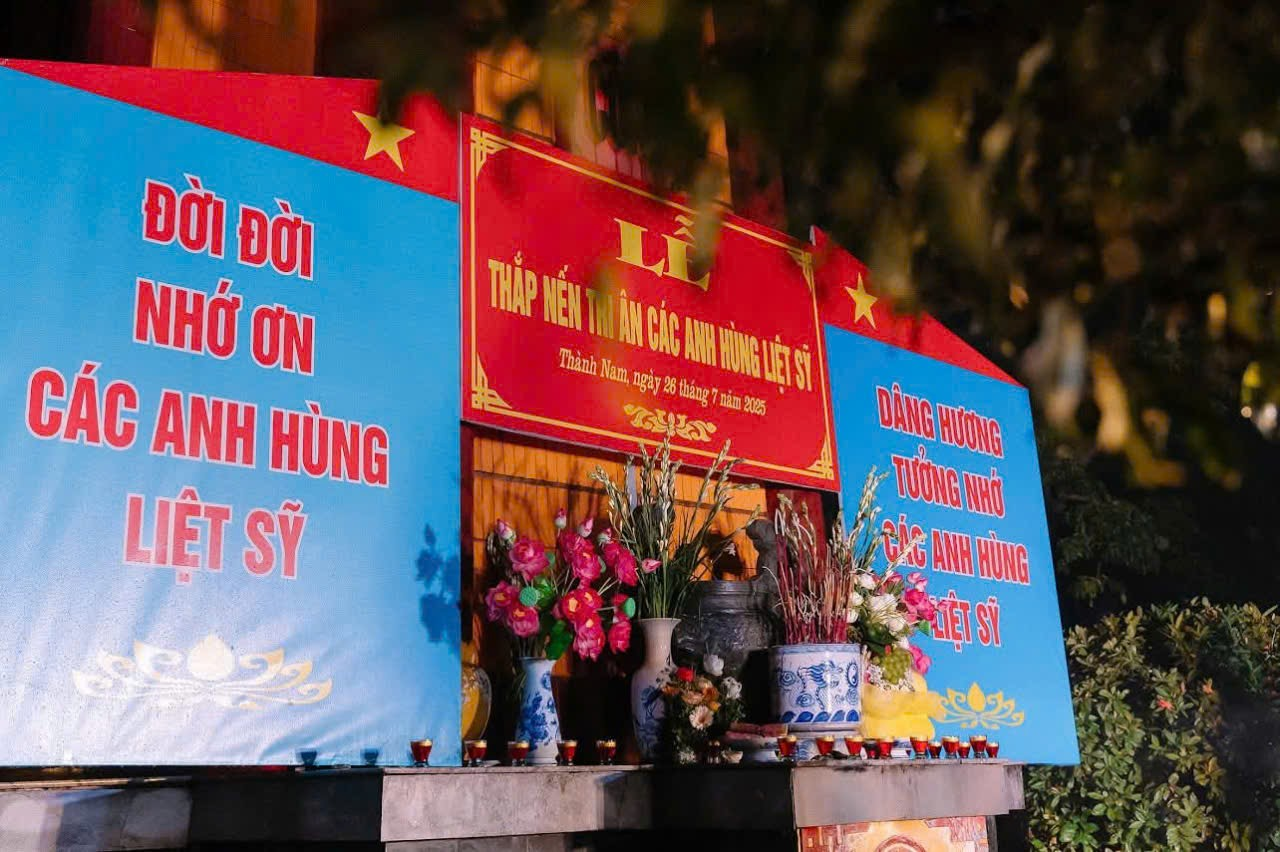 ĐỜI ĐỜI
NHỚ ƠN
CÁC ANH HÙNG
LIỆT SỸ
LỄ
THẮP NẾN TRI ÂN CÁC ANH HÙNG LIỆT SỸ
Thành Nam, ngày 26 tháng 7 năm 2025
DÂNG HƯƠNG
TƯỞNG NHỚ
CÁC ANH HÙNG
LIỆT SỸ